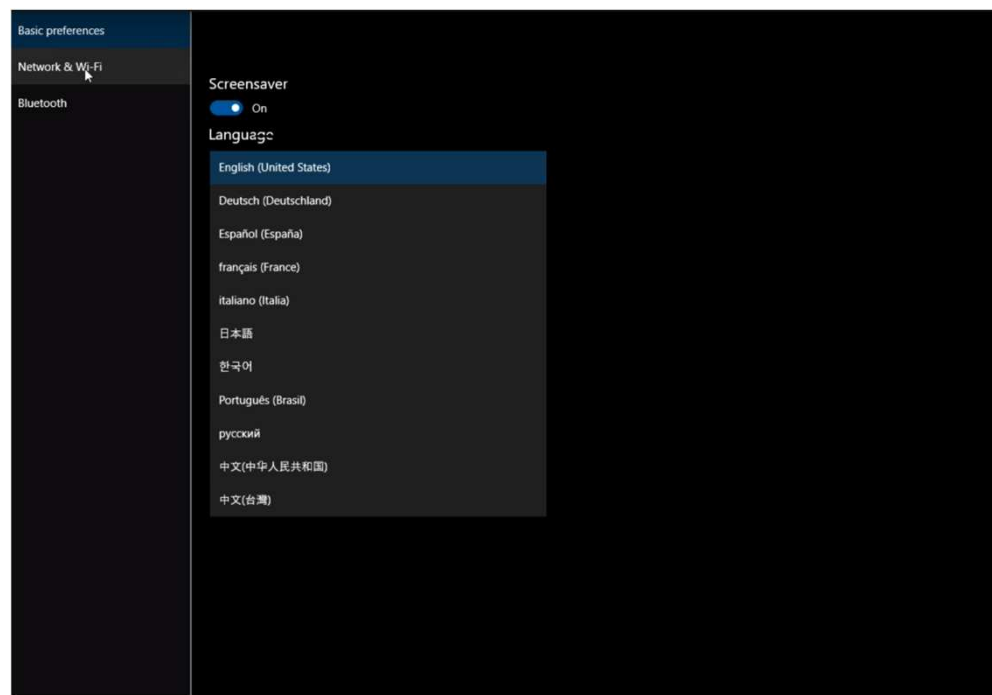 Basic preferences
Network & Wi-Fi
Bluetooth
Screensaver
On
Language
English (United States)
Deutsch (Deutschland)
Español (España)
français (France)
italiano (Italia)
日本語
한국어
Português (Brasil)
русский
中文(中华人民共和国)
中文(台灣)